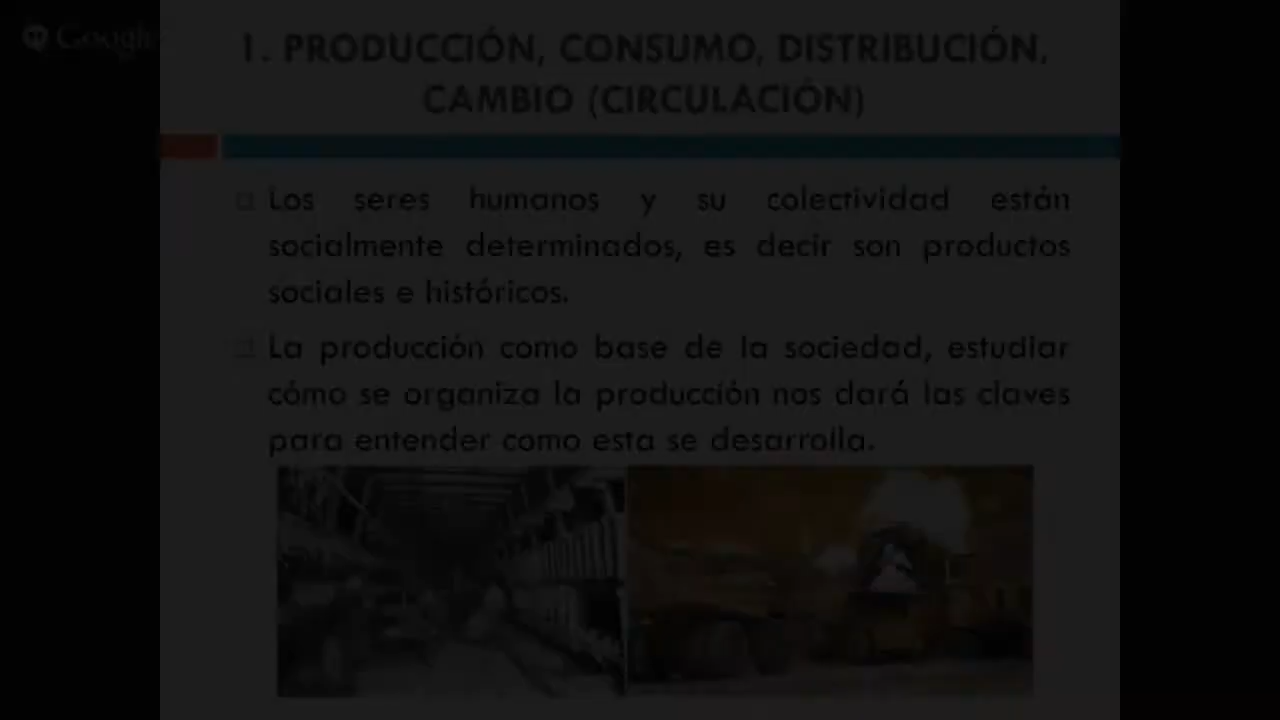 Google
1. PRODUCCIÓN, CONSUMO, DISTRIBUCIÓN,
CAMBIO (CIRCULACIÓN)
Los seres humanos y su colectividad están
socialmente determinados, es decir son productos
sociales e históricos.
La producción como base de la sociedad, estudiar
cómo se organiza la producción nos dará las claves
para entender como esta se desarrolla.